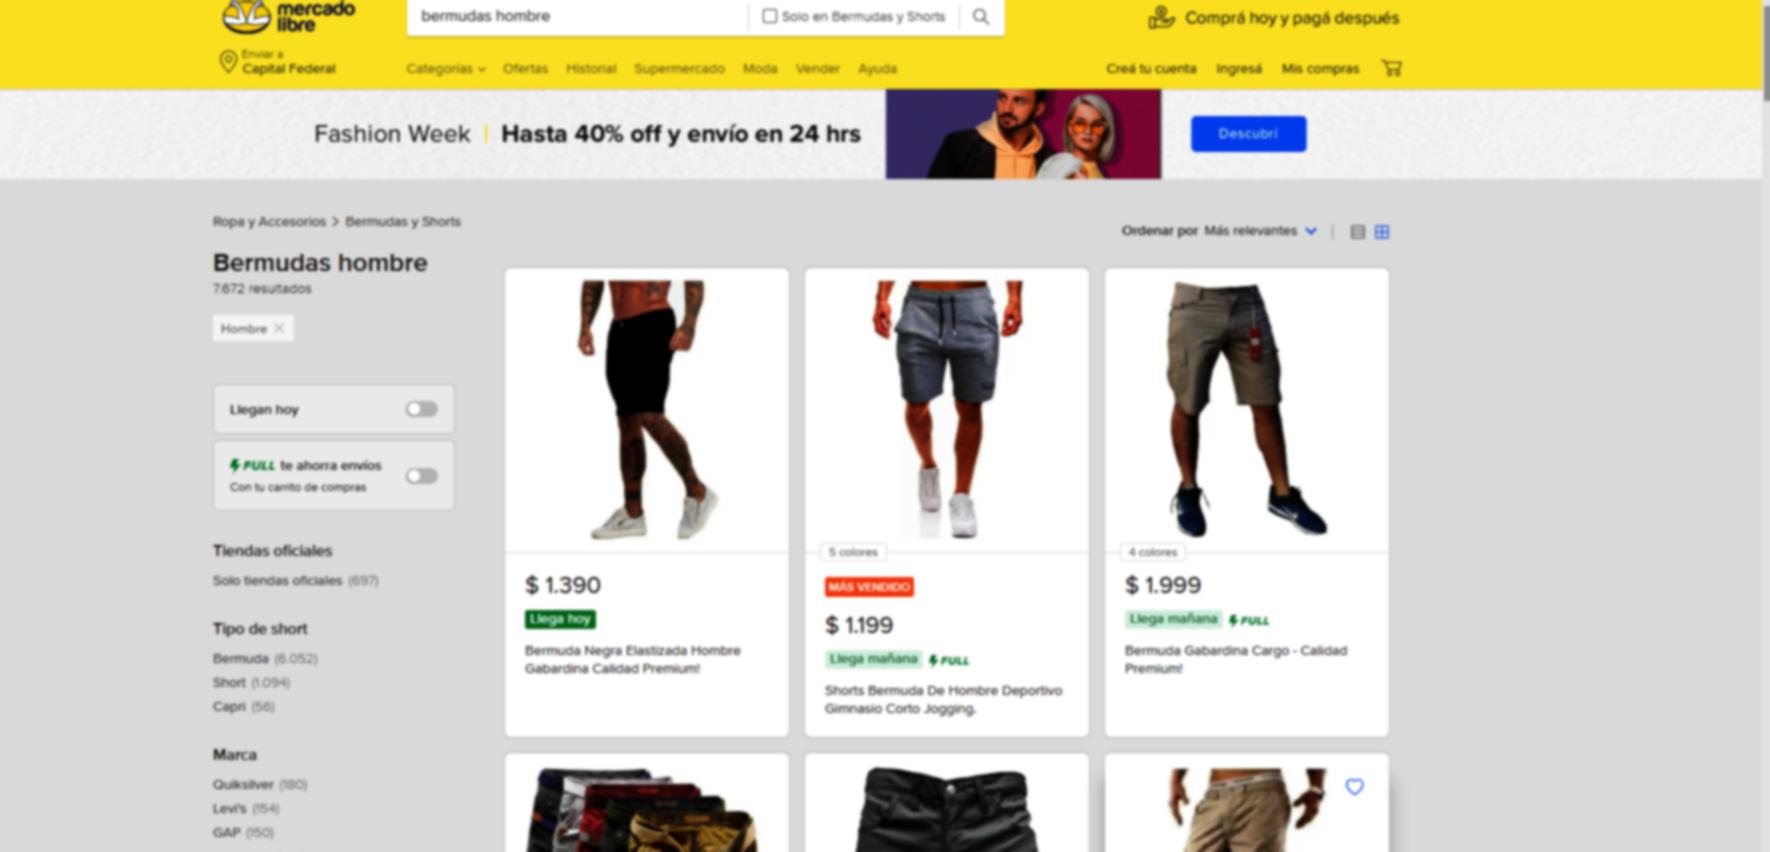 mercado
libre
bermudas hombre
Solo en Bermudas y Shorts
Comprá hoy y pagá después
Enviar a
Capital Federal
Categorías
Ofertas
Historial
Supermercado
Moda
Vender
Ayuda
Creá tu cuenta
Ingresá
Mis compras
Fashion Week | Hasta 40% off y envío en 24 hrs
Descubrí
Ropa y Accesorios > Bermudas y Shorts
Ordenar por Más relevantes
Bermudas hombre
7.672 resultados
Hombre
Llegan hoy
FULL te ahorra envíos
Con tu carrito de compras
Tiendas oficiales
Solo tiendas oficiales (697)
Tipo de short
Bermuda (6.052)
Short (1.094)
Capri (56)
Marca
Quiksilver (180)
Levi's (154)
GAP (150)
$ 1.390
Llega hoy
Bermuda Negra Elastizada Hombre
Gabardina Calidad Premium!
5 colores
MÁS VENDIDO
$ 1.199
Llega mañana FULL
Shorts Bermuda De Hombre Deportivo
Gimnasio Corto Jogging.
4 colores
$ 1.999
Llega mañana FULL
Bermuda Gabardina Cargo - Calidad
Premium!